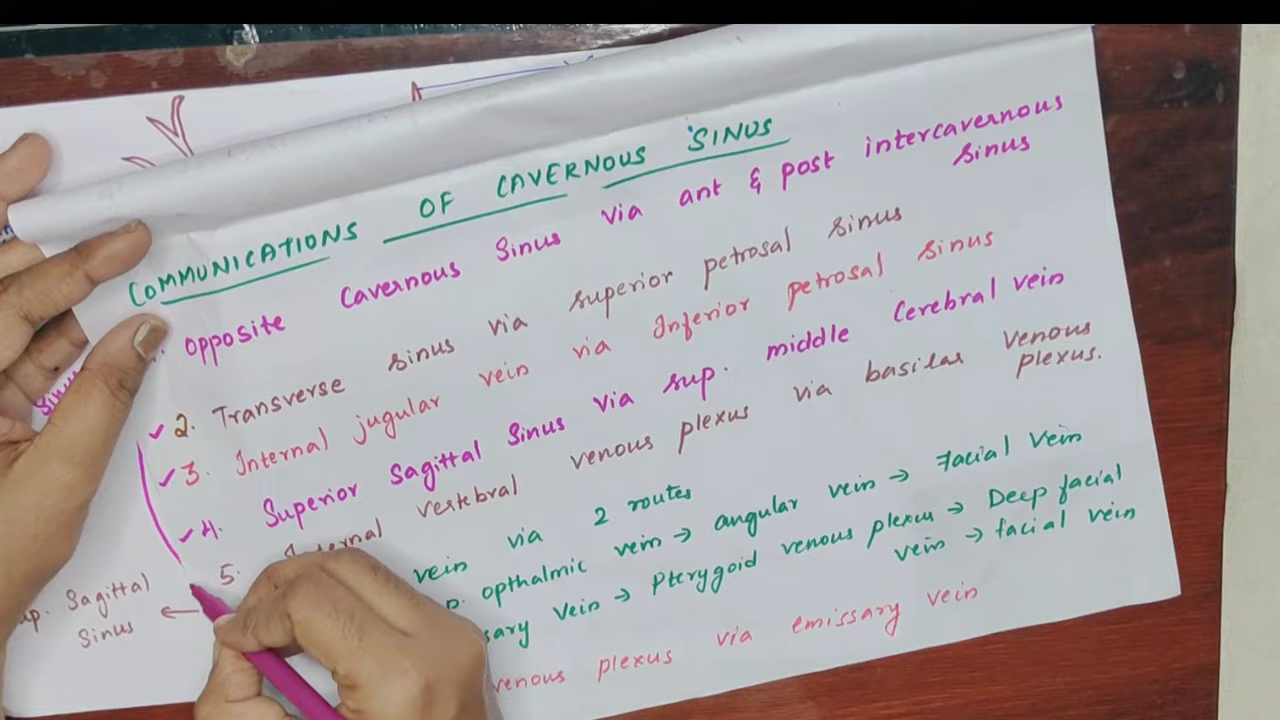 COMMUNICATIONS OF CAVERNOUS SINUS
opposite Cavernous Sinus via ant & post intercavernous
sinus
2. Transverse sinus via superior petrosal sinus
3. Internal jugular vein via Inferior petrosal sinus
4. Superior Sagittal Sinus via sup. middle Cerebral vein
5. vertebral venous plexus via basilar venous
plexus.
vein via 2 routes
opthalmic vein → angular vein → Facial Vein
Vein → Pterygoid venous plexus → Deep facial
vein → facial vein
venous plexus via emissary vein
Sagittal
Sinus